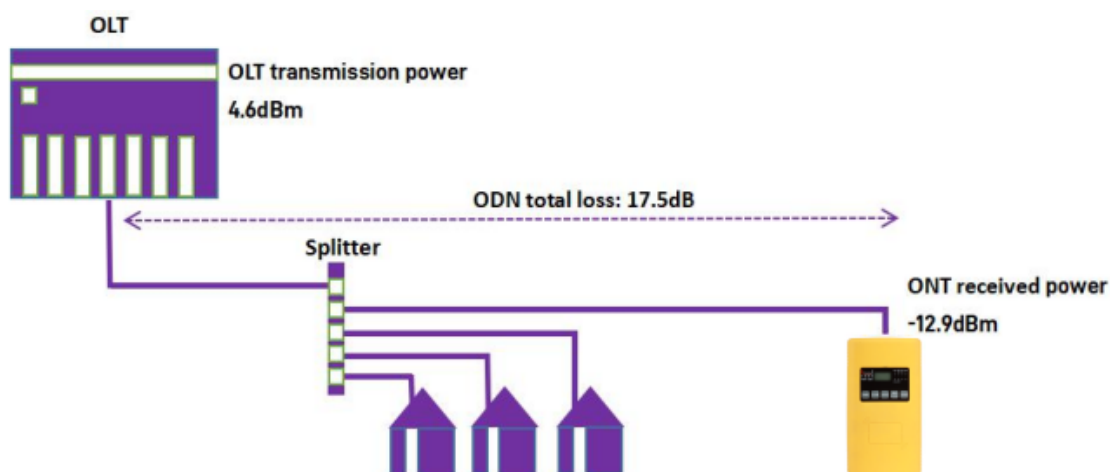 OLT
OLT transmission power
4.6dBm
ODN total loss: 17.5dB
Splitter
ONT received power
-12.9dBm